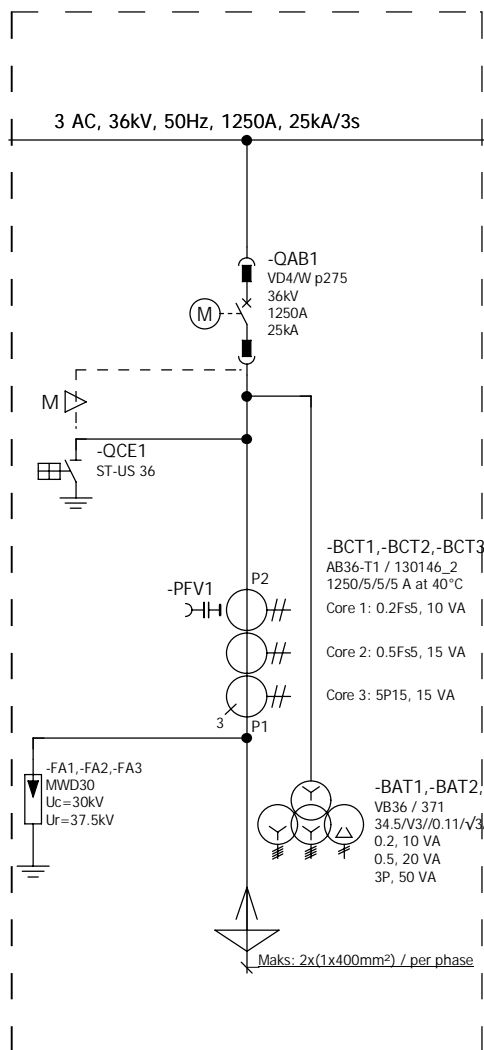 3 AC, 36kV, 50Hz, 1250A, 25kA/3s
-QAB1
VD4/W p275
36kV
1250A
25kA
M
M
-QCE1
ST-US 36
-BCT1,-BCT2,-BCT3
AB36-T1 / 130146_2
1250/5/5/5 A at 40°C
P2
-PFV1
Core 1: 0.2Fs5, 10 VA
Core 2: 0.5Fs5, 15 VA
Core 3: 5P15, 15 VA
3
P1
-FA1,-FA2,-FA3
MWD30
Uc=30kV
Ur=37.5kV
-BAT1,-BAT2,
VB36 / 371
34.5/V3//0.11/√3
0.2, 10 VA
0.5, 20 VA
3P, 50 VA
Maks: 2x(1x400mm²) / per phase